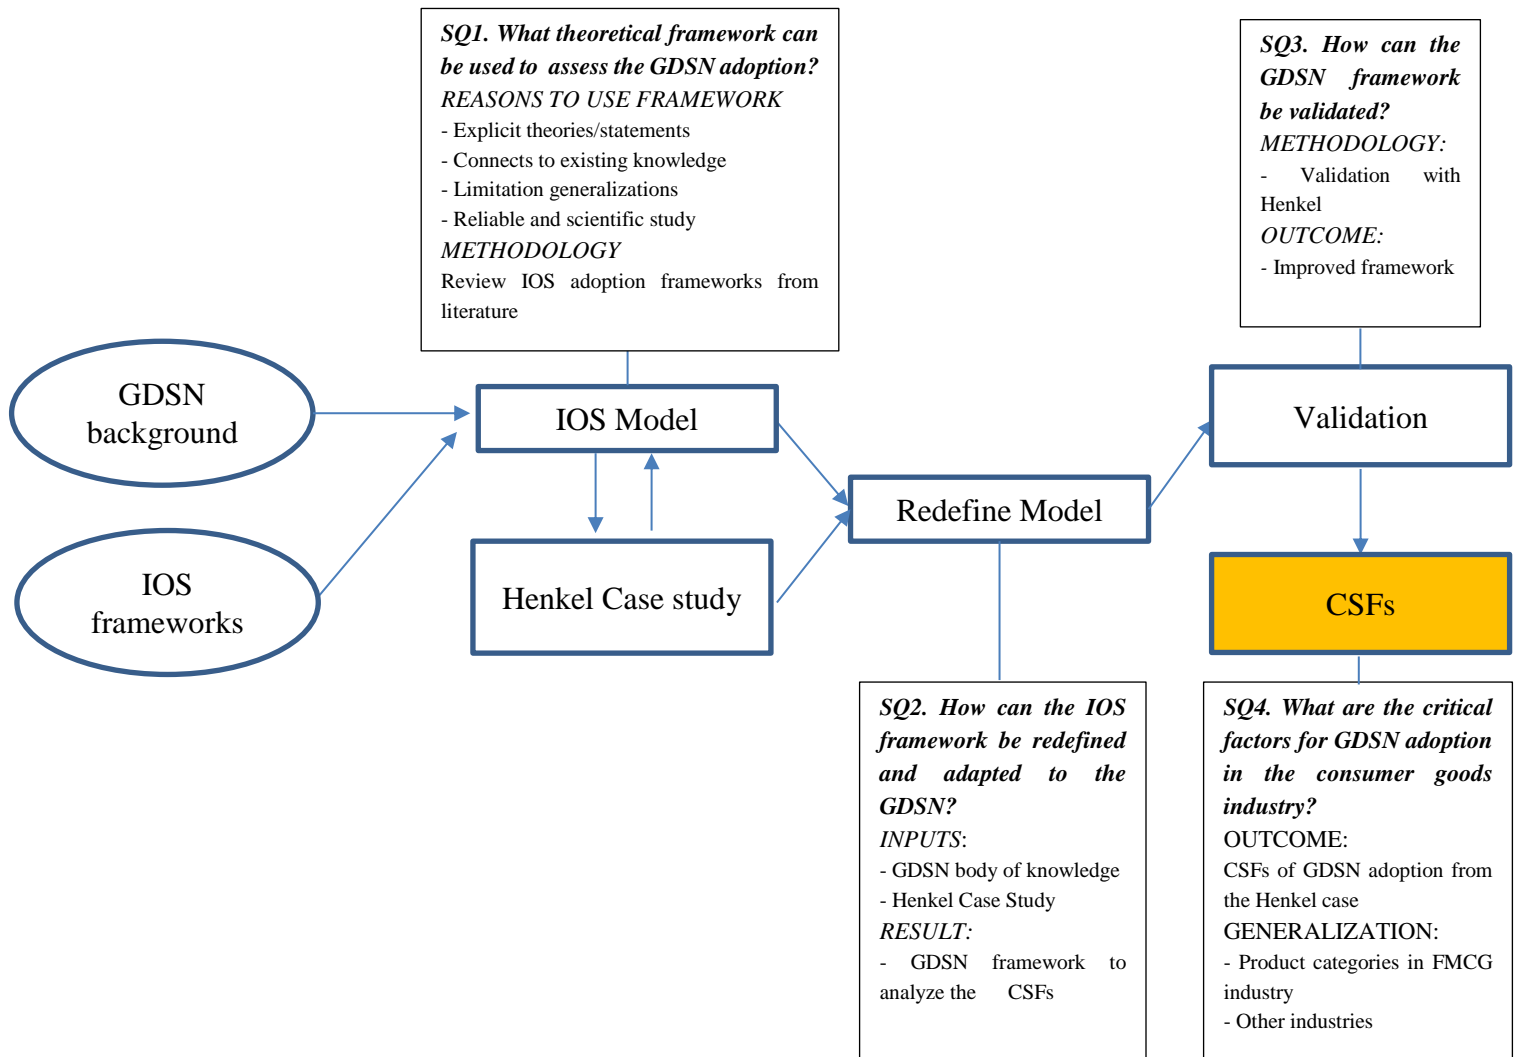 SQ1. What theoretical framework can
be used to assess the GDSN adoption?
REASONS TO USE FRAMEWORK
- Explicit theories/statements
- Connects to existing knowledge
- Limitation generalizations
- Reliable and scientific study
METHODOLOGY
Review IOS adoption frameworks from
literature
SQ3. How can the
GDSN framework
be validated?
METHODOLOGY:
- Validation with
Henkel
OUTCOME:
- Improved framework
GDSN
background
IOS Model
Validation
Redefine Model
IOS
frameworks
Henkel Case study
CSFs
SQ2. How can the IOS
framework be redefined
and adapted to the
GDSN?
INPUTS:
- GDSN body of knowledge
- Henkel Case Study
RESULT:
- GDSN framework to
analyze the CSFs
SQ4. What are the critical
factors for GDSN adoption
in the consumer goods
industry?
OUTCOME:
CSFs of GDSN adoption from
the Henkel case
GENERALIZATION:
- Product categories in FMCG
industry
- Other industries